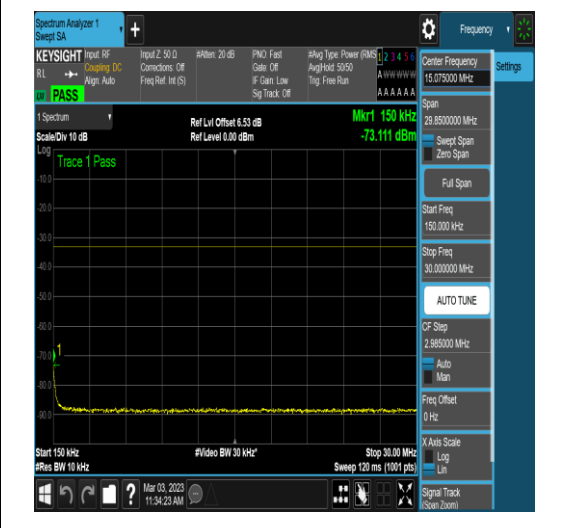 Spectrum Analyzer 1
Swept SA
+
Frequency
KEYSIGHT
RL
PASS
Input: RF
Coupling: DC
Align: Auto
Input Z: 50 Ω
Corrections: Off
Freq Ref: Int (S)
#Atten: 20 dB
PNO: Fast
Gate: Off
IF Gain: Low
Sig Track: Off
#Avg Type: Power (RMS
Avg|Hold: 50/50
Trig: Free Run
1 2 3 4 5 6
A W W W W W
A A A A A A
1 Spectrum
Scale/Div 10 dB
Ref Lvl Offset 6.53 dB
Ref Level 0.00 dBm
Mkr1 150 kHz
-73.111 dBm
Log
Trace 1 Pass
-10.0
-20.0
-30.0
-40.0
-50.0
-60.0
-70.0
-80.0
-90.0
1
Start 150 kHz
#Res BW 10 kHz
#Video BW 30 kHz*
Stop 30.00 MHz
Sweep 120 ms (1001 pts)
?
Mar 03, 2023
11:34:23 AM
Center Frequency
15.075000 MHz
Settings
Span
29.8500000 MHz
Swept Span
Zero Span
Full Span
Start Freq
150.000 kHz
Stop Freq
30.000000 MHz
AUTO TUNE
CF Step
2.985000 MHz
Auto
Man
Freq Offset
0 Hz
X Axis Scale
Log
Lin
Signal Track
(Span Zoom)